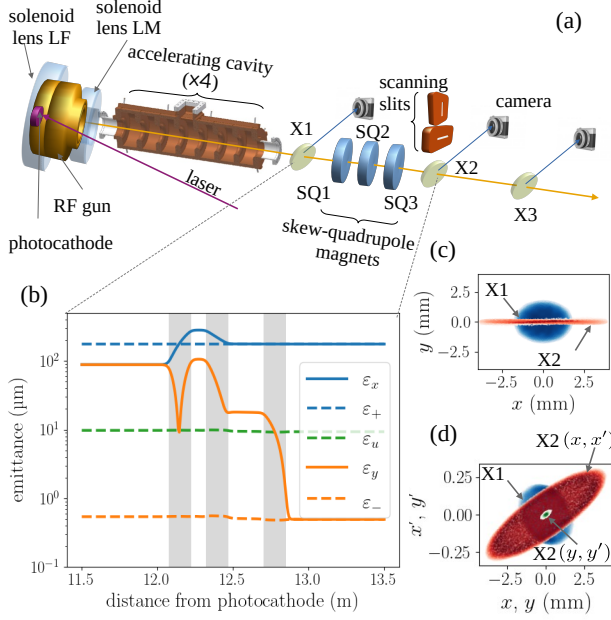 (a)
solenoid
lens LF
solenoid
lens LM
accelerating cavity
(×4)
scanning
slits
camera
X1
SQ2
X2
laser
SQ1
SQ3
X3
RF gun
photocathode
skew-quadrupole
magnets
(b)
emittance (µm)
10²
10¹
10⁰
10⁻¹
11.5
12.0
12.5
13.0
13.5
distance from photocathode (m)
εₓ
ε₊
εᵤ
ε_y
ε₋
(c)
X1
X2
y (mm)
2.5
0.0
−2.5
−2.5
0.0
2.5
x (mm)
(d)
X2(x, x′)
X1
X2(y, y′)
x′, y′
0.25
0.00
−0.25
−2.5
0.0
2.5
x, y (mm)